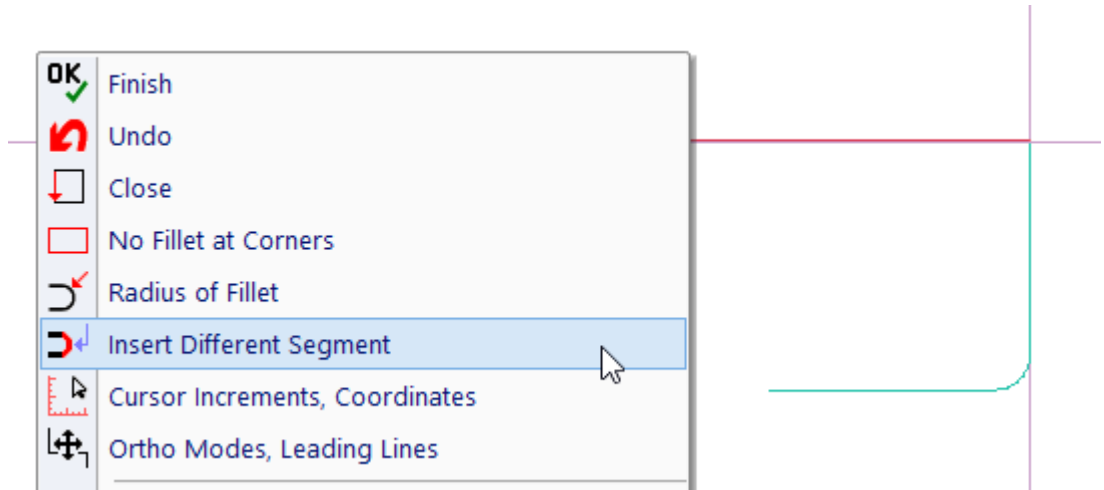 OK
Finish
Undo
Close
No Fillet at Corners
Radius of Fillet
Insert Different Segment
Cursor Increments, Coordinates
Ortho Modes, Leading Lines